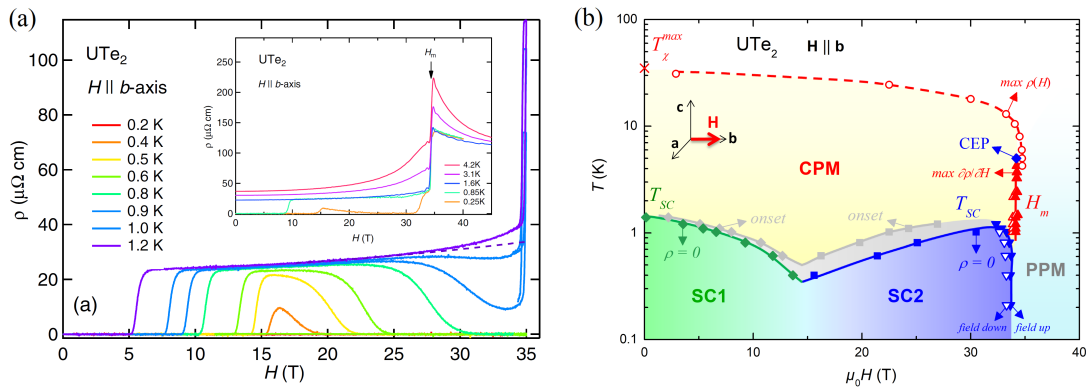 (a)
UTe2
H || b-axis
0.2 K
0.4 K
0.5 K
0.6 K
0.8 K
0.9 K
1.0 K
1.2 K
ρ (μΩ cm)
100
80
60
40
20
0
0 5 10 15 20 25 30 35
H (T)
H (T)
UTe2
H || b-axis
Hm
ρ (μΩ cm)
250
200
150
100
50
0
0 10 20 30 40
4.2K
3.1K
1.6K
0.85K
0.25K
(a)
(b)
100
10
1
0.1
T (K)
Tχmax
UTe2 H || b
max ρ(H)
c
H
a b
CEP
max ∂ρ/∂H
CPM
Hm
TSC
onset
onset
TSC
ρ = 0
ρ = 0
PPM
SC1
SC2
field down
field up
0 10 20 30 40
μ0H (T)